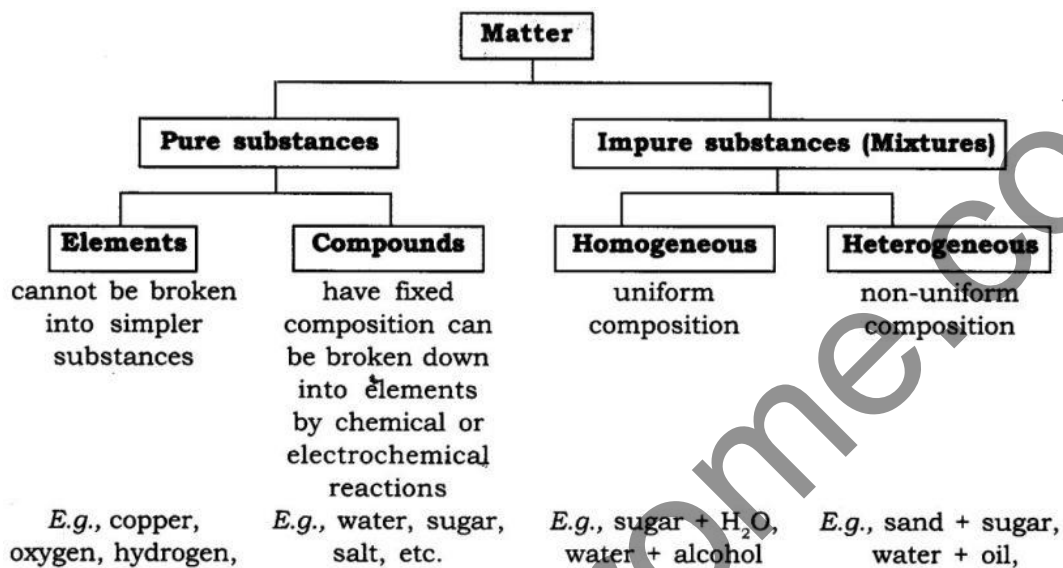 Matter
Pure substances
Impure substances (Mixtures)
Elements
cannot be broken
into simpler
substances
E.g., copper,
oxygen, hydrogen,
Compounds
have fixed
composition can
be broken down
into elements
by chemical or
electrochemical
reactions
E.g., water, sugar,
salt, etc.
Homogeneous
uniform
composition
E.g., sugar + H₂O,
water + alcohol
Heterogeneous
non-uniform
composition
E.g., sand + sugar,
water + oil,
ome.co